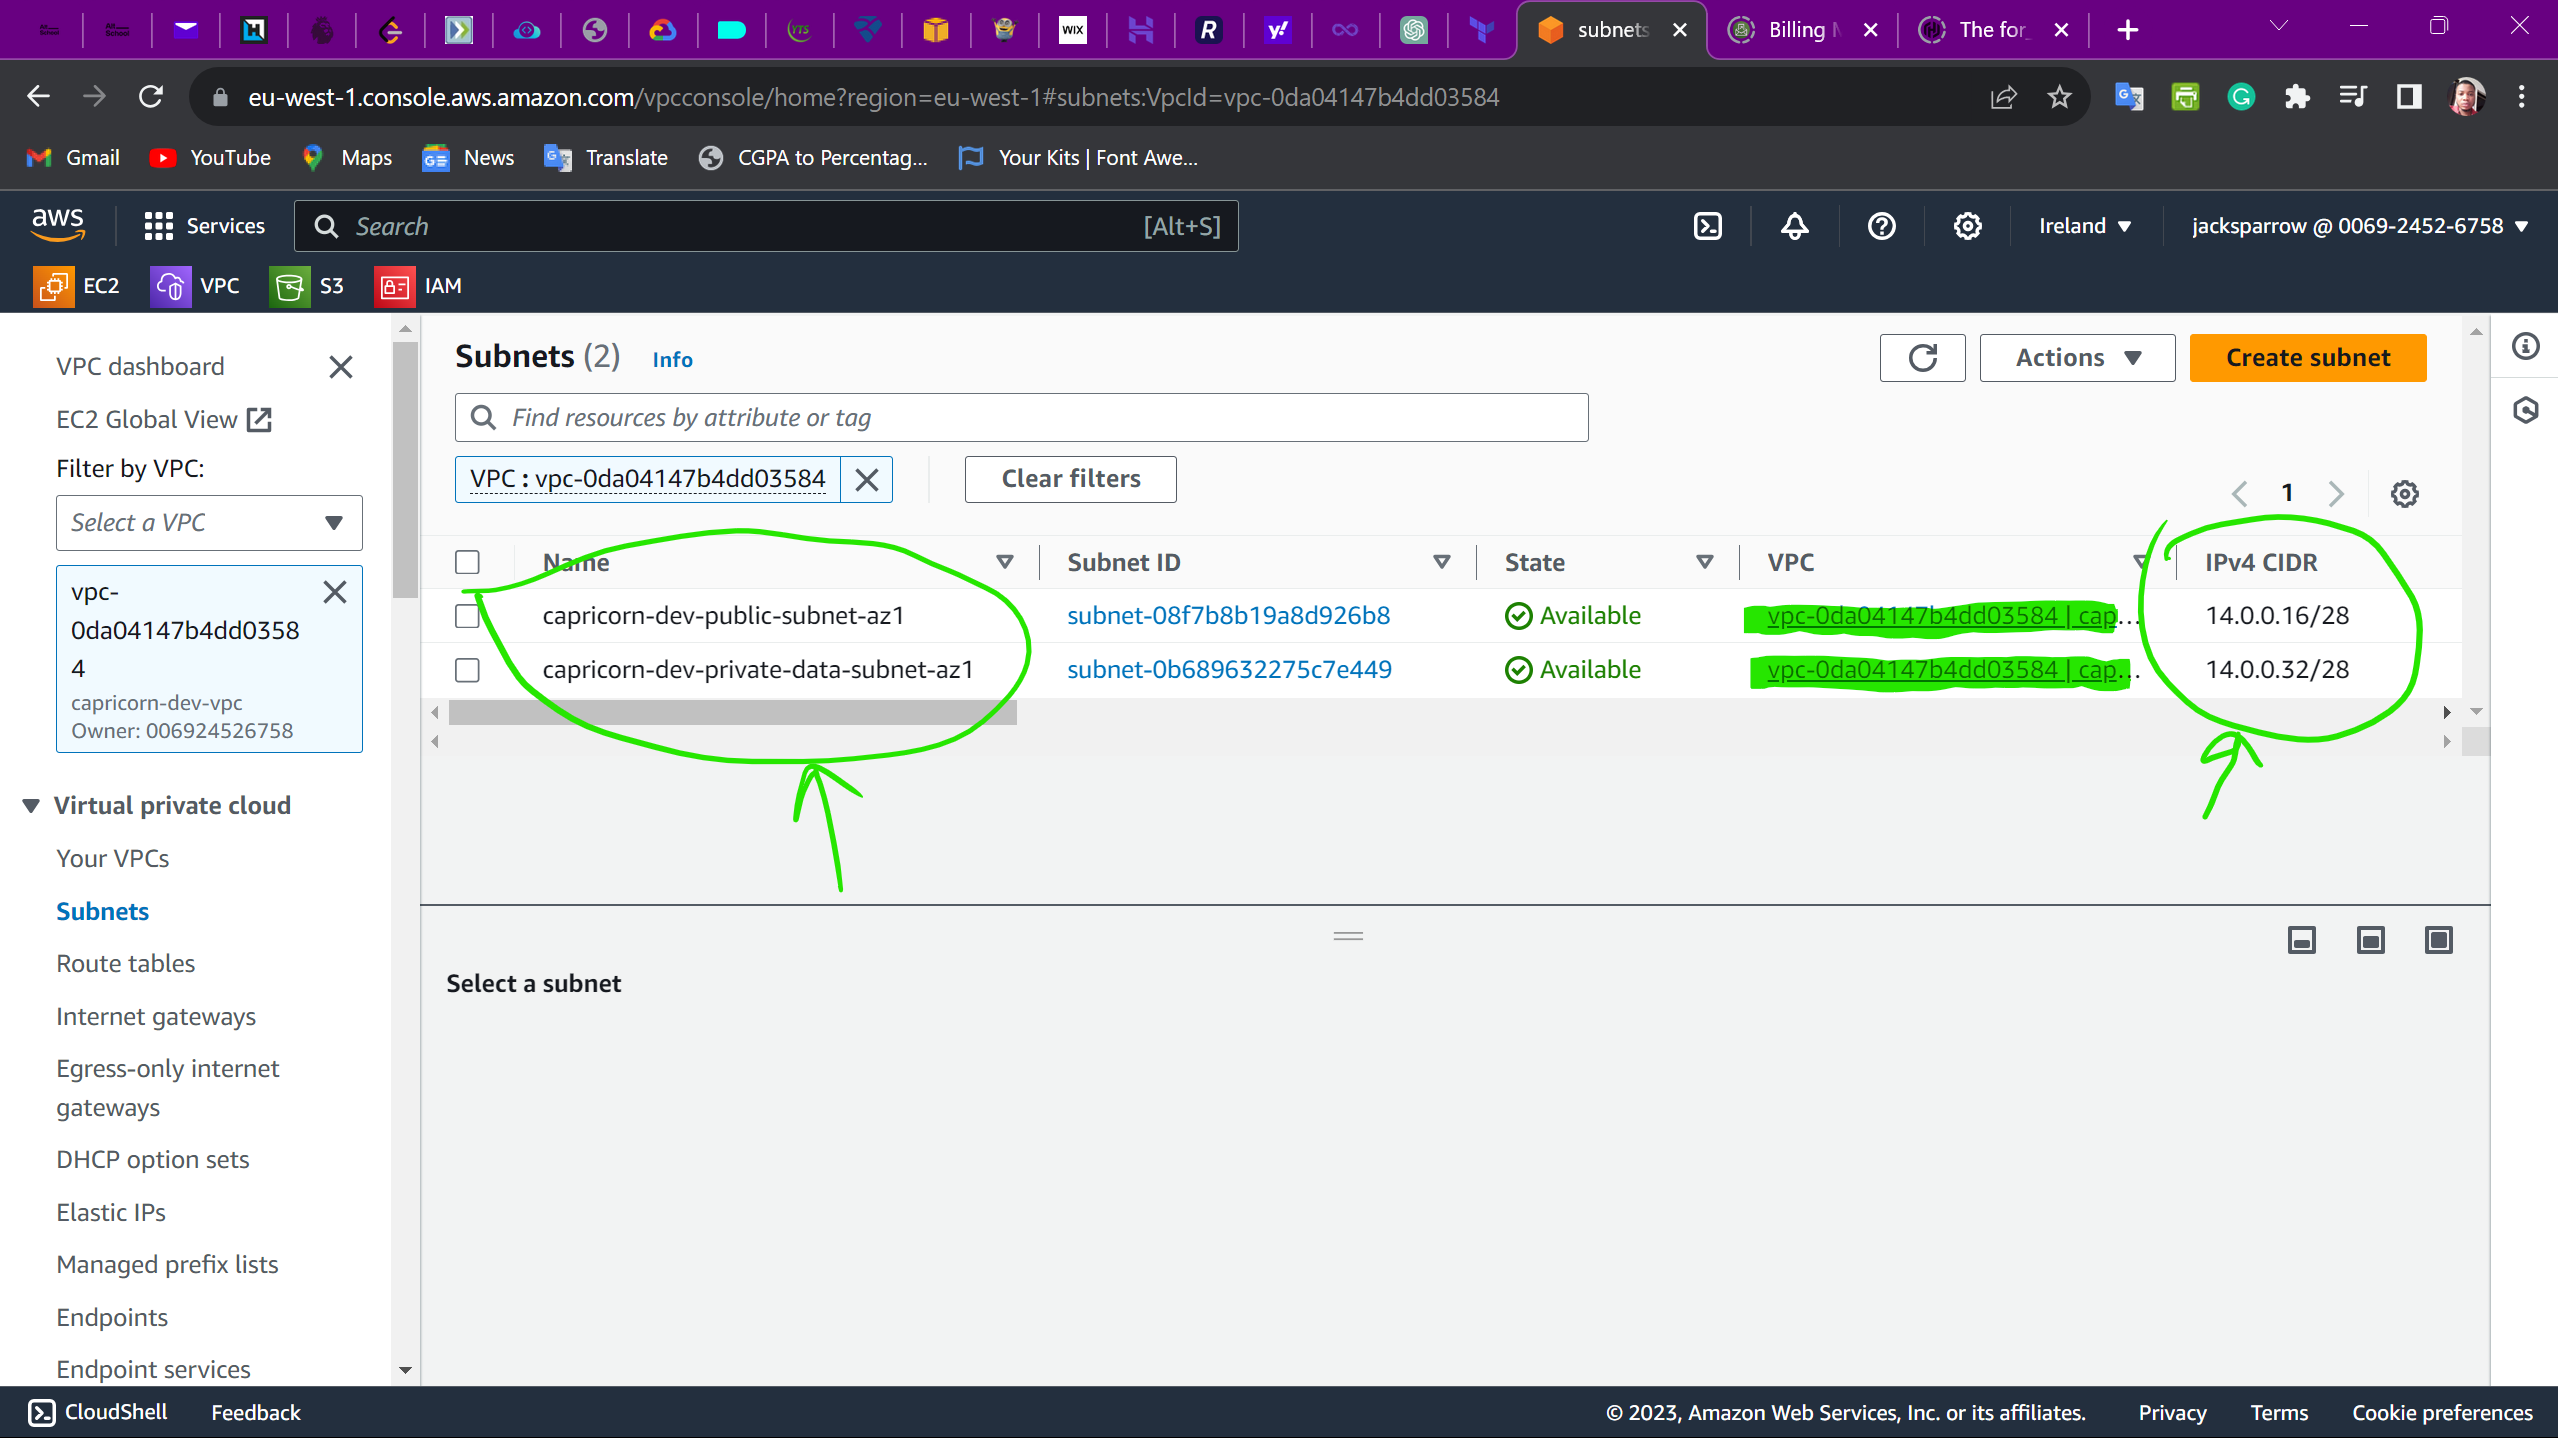 subnets
Billing M
The for
eu-west-1.console.aws.amazon.com/vpcconsole/home?region=eu-west-1#subnets:VpcId=vpc-0da04147b4dd03584
Gmail
YouTube
Maps
News
Translate
CGPA to Percentag...
Your Kits | Font Awe...
aws
Services
Search
[Alt+S]
Ireland
jacksparrow @ 0069-2452-6758
EC2
VPC
S3
IAM
VPC dashboard
EC2 Global View
Filter by VPC:
Select a VPC
vpc-
0da04147b4dd0358
4
capricorn-dev-vpc
Owner: 006924526758
Virtual private cloud
Your VPCs
Subnets
Route tables
Internet gateways
Egress-only internet
gateways
DHCP option sets
Elastic IPs
Managed prefix lists
Endpoints
Endpoint services
Subnets (2) Info
Actions
Create subnet
Find resources by attribute or tag
VPC : vpc-0da04147b4dd03584
Clear filters
1
Name Subnet ID State VPC IPv4 CIDR
capricorn-dev-public-subnet-az1 subnet-08f7b8b19a8d926b8 Available vpc-0da04147b4dd03584 | cap... 14.0.0.16/28
capricorn-dev-private-data-subnet-az1 subnet-0b689632275c7e449 Available vpc-0da04147b4dd03584 | cap... 14.0.0.32/28
Select a subnet
CloudShell
Feedback
© 2023, Amazon Web Services, Inc. or its affiliates.
Privacy
Terms
Cookie preferences